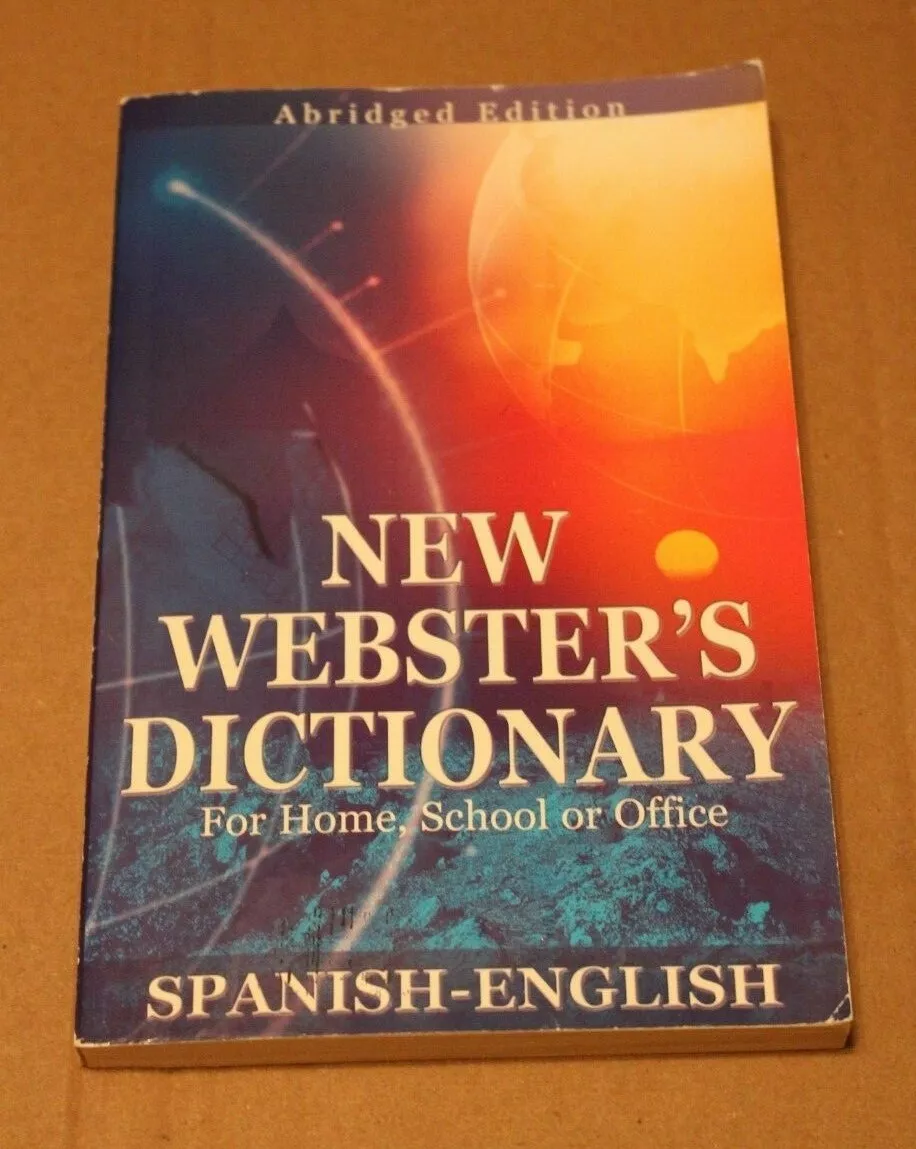 Abridged Edition
NEW
WEBSTER'S
DICTIONARY
For Home, School or Office
SPANISH-ENGLISH